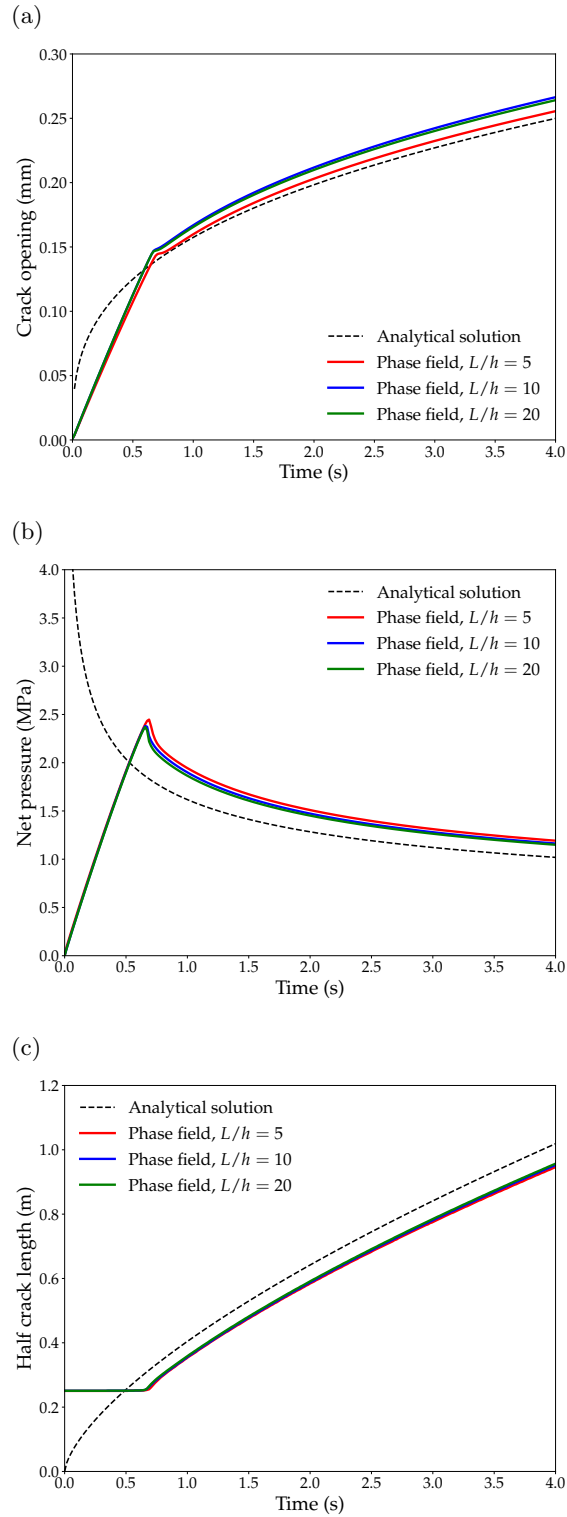 (a)
0.30
0.25
0.20
0.15
0.10
0.05
0.00
Crack opening (mm)
Analytical solution
Phase field, L/h = 5
Phase field, L/h = 10
Phase field, L/h = 20
0.0 0.5 1.0 1.5 2.0 2.5 3.0 3.5 4.0
Time (s)
(b)
4.0
3.5
3.0
2.5
2.0
1.5
1.0
0.5
0.0
Net pressure (MPa)
Analytical solution
Phase field, L/h = 5
Phase field, L/h = 10
Phase field, L/h = 20
0.0 0.5 1.0 1.5 2.0 2.5 3.0 3.5 4.0
Time (s)
(c)
1.2
1.0
0.8
0.6
0.4
0.2
0.0
Half crack length (m)
Analytical solution
Phase field, L/h = 5
Phase field, L/h = 10
Phase field, L/h = 20
0.0 0.5 1.0 1.5 2.0 2.5 3.0 3.5 4.0
Time (s)